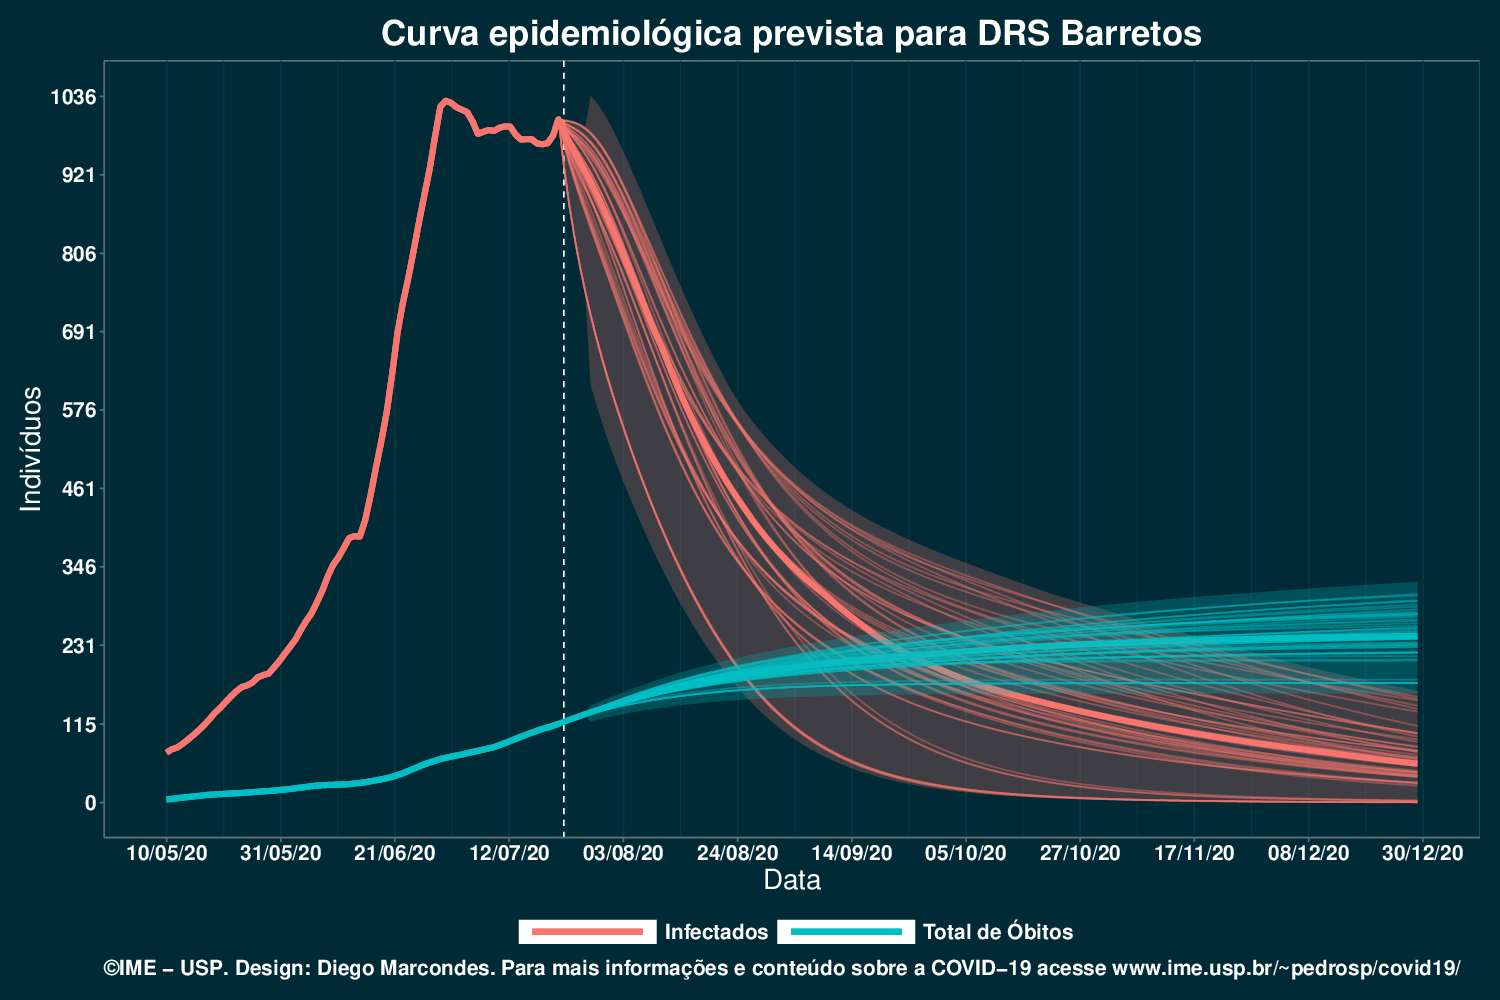 Curva epidemiológica prevista para DRS Barretos
Indivíduos
1036
921
806
691
576
461
346
231
115
0
10/05/20 31/05/20 21/06/20 12/07/20 03/08/20 24/08/20 14/09/20 05/10/20 27/10/20 17/11/20 08/12/20 30/12/20
Data
Infectados Total de Óbitos
©IME – USP. Design: Diego Marcondes. Para mais informações e conteúdo sobre a COVID–19 acesse www.ime.usp.br/~pedrosp/covid19/